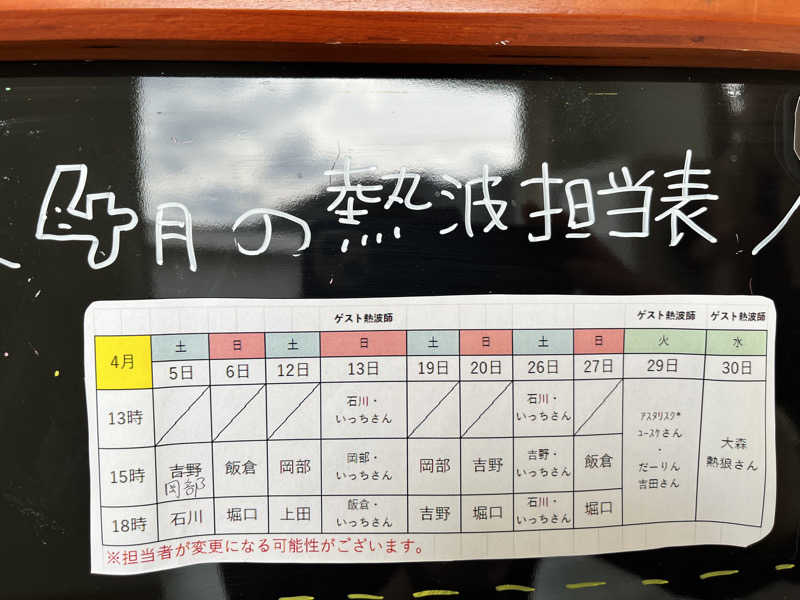 4月の熱波担当表
ゲスト熱波師 ゲスト熱波師 ゲスト熱波師
4月 土 日 土 日 土 日 土 日 火 水
5日 6日 12日 13日 19日 20日 26日 27日 29日 30日
13時 石川・いっちさん 石川・いっちさん
15時 吉野 岡部 飯倉 岡部 岡部・いっちさん 岡部 吉野 吉野・いっちさん 飯倉
18時 石川 堀口 上田 飯倉・いっちさん 吉野 堀口 石川・いっちさん 堀口
アスタリスク*
ユースケさん
・
だーりん
吉田さん
大森
熱狼さん
※担当者が変更になる可能性がございます。